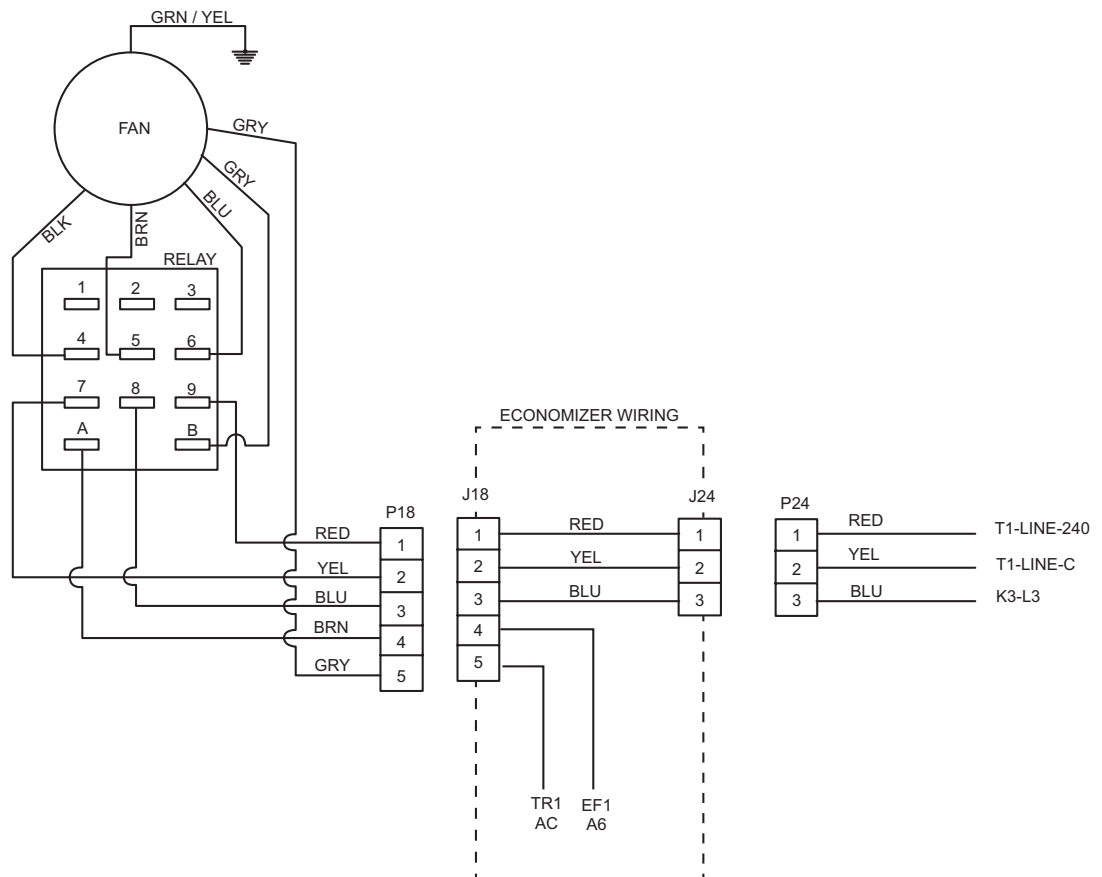 GRN / YEL
FAN
GRY
GRY
BLU
BLK
BRN
RELAY
1 2 3
4 5 6
7 8 9
A B
ECONOMIZER WIRING
P18
J18
J24
P24
RED
YEL
BLU
BRN
GRY
1
2
3
4
5
1
2
3
4
5
RED
YEL
BLU
1
2
3
1
2
3
RED
YEL
BLU
T1-LINE-240
T1-LINE-C
K3-L3
TR1
AC
EF1
A6